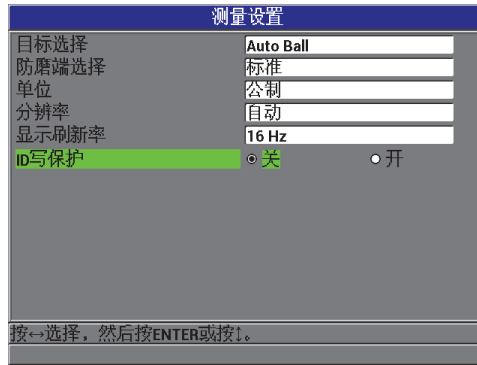 测量设置
目标选择 Auto Ball
防磨端选择 标准
单位 公制
分辨率 自动
显示刷新率 16 Hz
ID写保护 关 开
按↔选择，然后按ENTER或按↕。